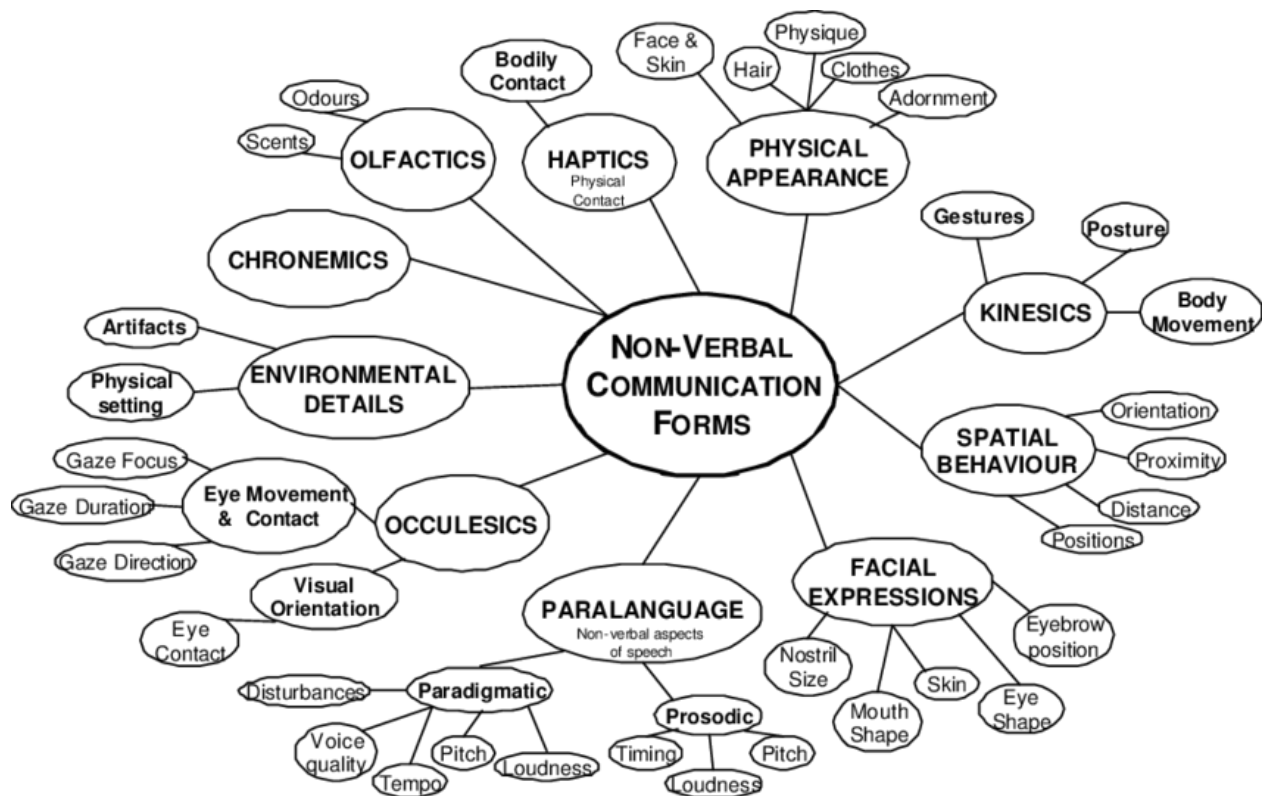 NON-VERBAL
COMMUNICATION
FORMS
PHYSICAL
APPEARANCE
Face &
Skin
Hair
Physique
Clothes
Adornment
KINESICS
Gestures
Posture
Body
Movement
SPATIAL
BEHAVIOUR
Orientation
Proximity
Distance
Positions
FACIAL
EXPRESSIONS
Eyebrow
position
Eye
Shape
Skin
Mouth
Shape
Nostril
Size
PARALANGUAGE
Non-verbal aspects
of speech
Prosodic
Timing
Loudness
Pitch
Paradigmatic
Disturbances
Voice
quality
Tempo
Pitch
Loudness
OCCULESICS
Eye Movement
& Contact
Gaze Focus
Gaze Duration
Gaze Direction
Visual
Orientation
Eye
Contact
ENVIRONMENTAL
DETAILS
Artifacts
Physical
setting
CHRONEMICS
OLFACTICS
Odours
Scents
HAPTICS
Physical
Contact
Bodily
Contact